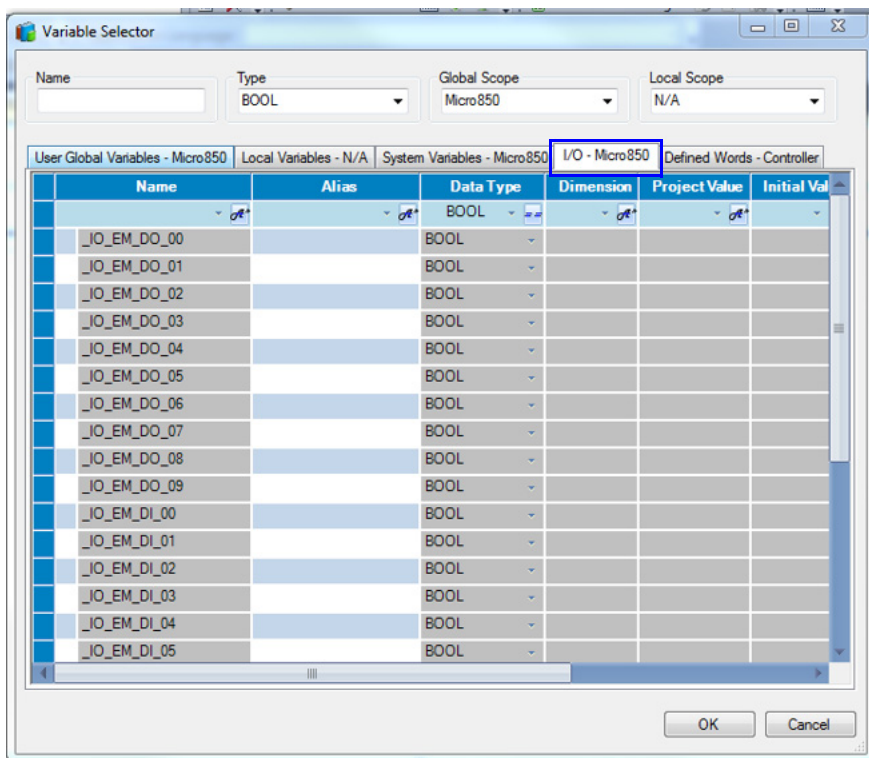 Variable Selector
Name Type Global Scope Local Scope
BOOL Micro850 N/A
User Global Variables - Micro850 Local Variables - N/A System Variables - Micro850 I/O - Micro850 Defined Words - Controller
Name Alias Data Type Dimension Project Value Initial Val
BOOL ==
_IO_EM_DO_00 BOOL
_IO_EM_DO_01 BOOL
_IO_EM_DO_02 BOOL
_IO_EM_DO_03 BOOL
_IO_EM_DO_04 BOOL
_IO_EM_DO_05 BOOL
_IO_EM_DO_06 BOOL
_IO_EM_DO_07 BOOL
_IO_EM_DO_08 BOOL
_IO_EM_DO_09 BOOL
_IO_EM_DI_00 BOOL
_IO_EM_DI_01 BOOL
_IO_EM_DI_02 BOOL
_IO_EM_DI_03 BOOL
_IO_EM_DI_04 BOOL
_IO_EM_DI_05 BOOL
OK Cancel